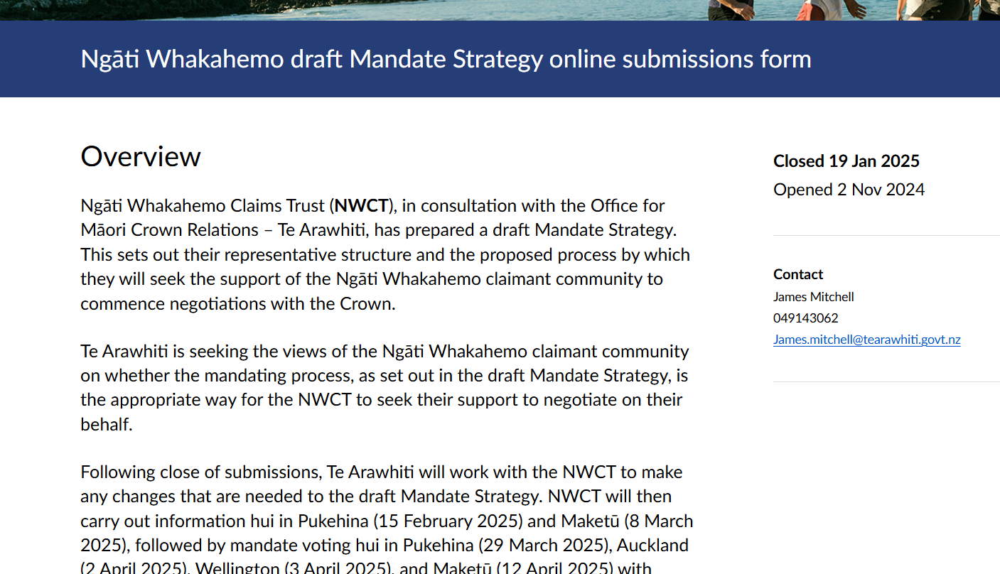 Ngāti Whakahemo draft Mandate Strategy online submissions form
Overview
Ngāti Whakahemo Claims Trust (NWCT), in consultation with the Office for
Māori Crown Relations – Te Arawhiti, has prepared a draft Mandate Strategy.
This sets out their representative structure and the proposed process by which
they will seek the support of the Ngāti Whakahemo claimant community to
commence negotiations with the Crown.
Te Arawhiti is seeking the views of the Ngāti Whakahemo claimant community
on whether the mandating process, as set out in the draft Mandate Strategy, is
the appropriate way for the NWCT to seek their support to negotiate on their
behalf.
Following close of submissions, Te Arawhiti will work with the NWCT to make
any changes that are needed to the draft Mandate Strategy. NWCT will then
carry out information hui in Pukehina (15 February 2025) and Maketū (8 March
2025), followed by mandate voting hui in Pukehina (29 March 2025), Auckland
(2 April 2025), Wellington (3 April 2025), and Maketū (12 April 2025) with
Closed 19 Jan 2025
Opened 2 Nov 2024
Contact
James Mitchell
049143062
James.mitchell@tearawhiti.govt.nz